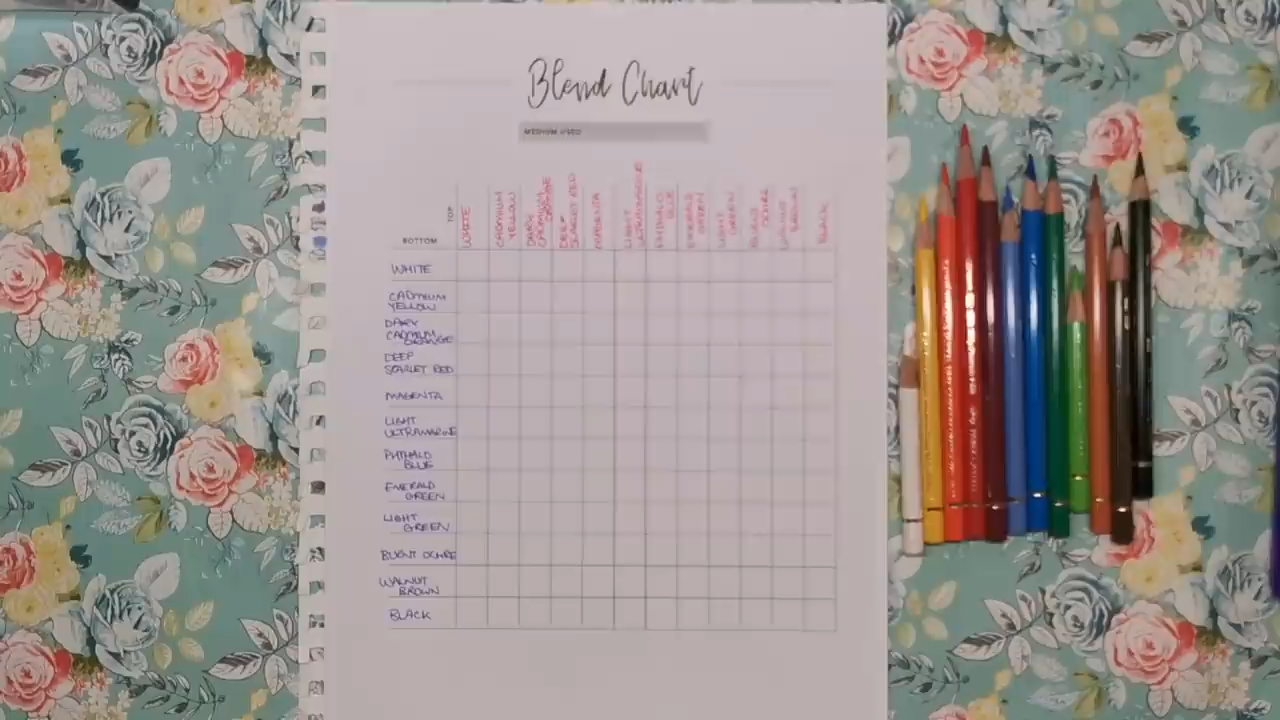 Blend Chart
MEDIUM USED
TOP
WHITE
CADMIUM
YELLOW
DARK
CADMIUM
ORANGE
DEEP
SCARLET RED
MAGENTA
LIGHT
ULTRAMARINE
PHTHALO
BLUE
EMERALD
GREEN
LIGHT
GREEN
BURNT
OCHRE
WALNUT
BROWN
BLACK
BOTTOM
WHITE
CADMIUM
YELLOW
DARK
CADMIUM
ORANGE
DEEP
SCARLET RED
MAGENTA
LIGHT
ULTRAMARINE
PHTHALO
BLUE
EMERALD
GREEN
LIGHT
GREEN
BURNT OCHRE
WALNUT
BROWN
BLACK